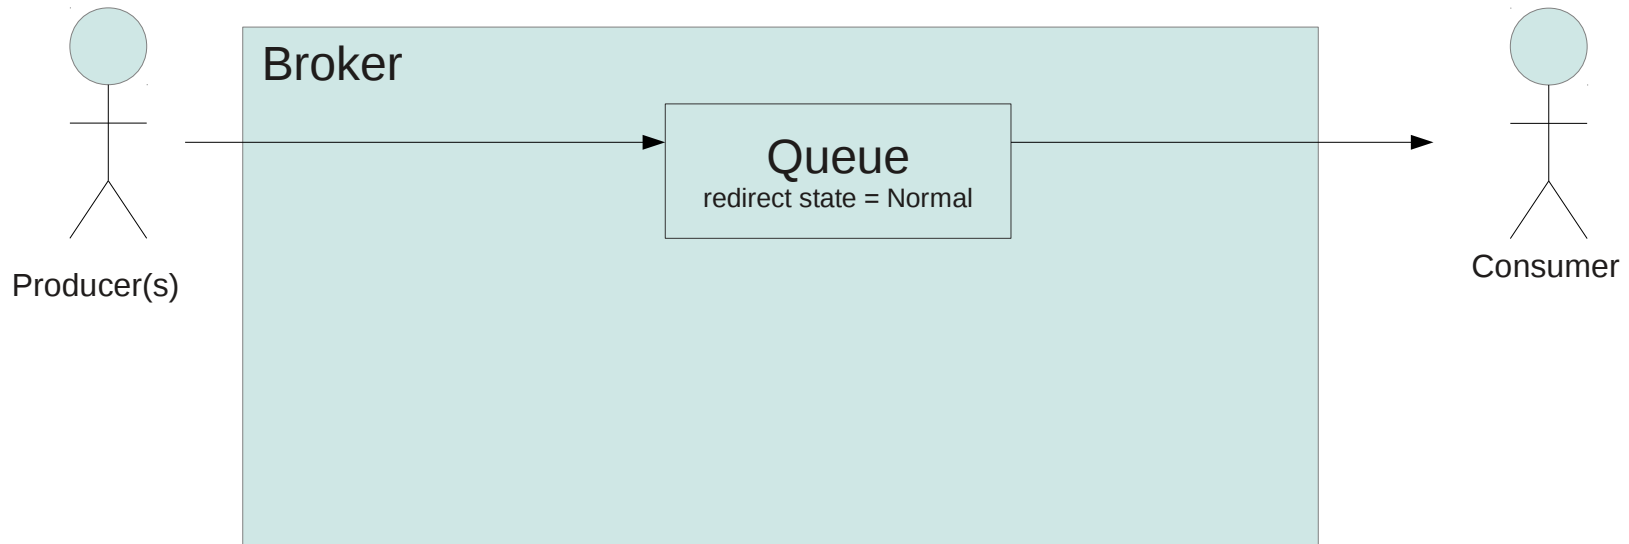 Broker
Queue
redirect state = Normal
Producer(s)
Consumer